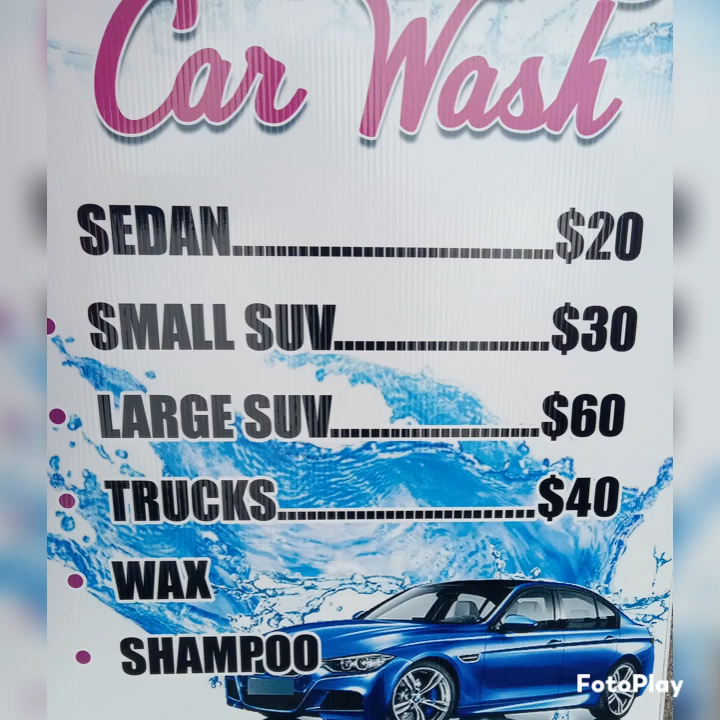 Car Wash
SEDAN................................$20
SMALL SUV.....................$30
LARGE SUV.....................$60
TRUCKS..........................$40
WAX
SHAMPOO
FotoPlay